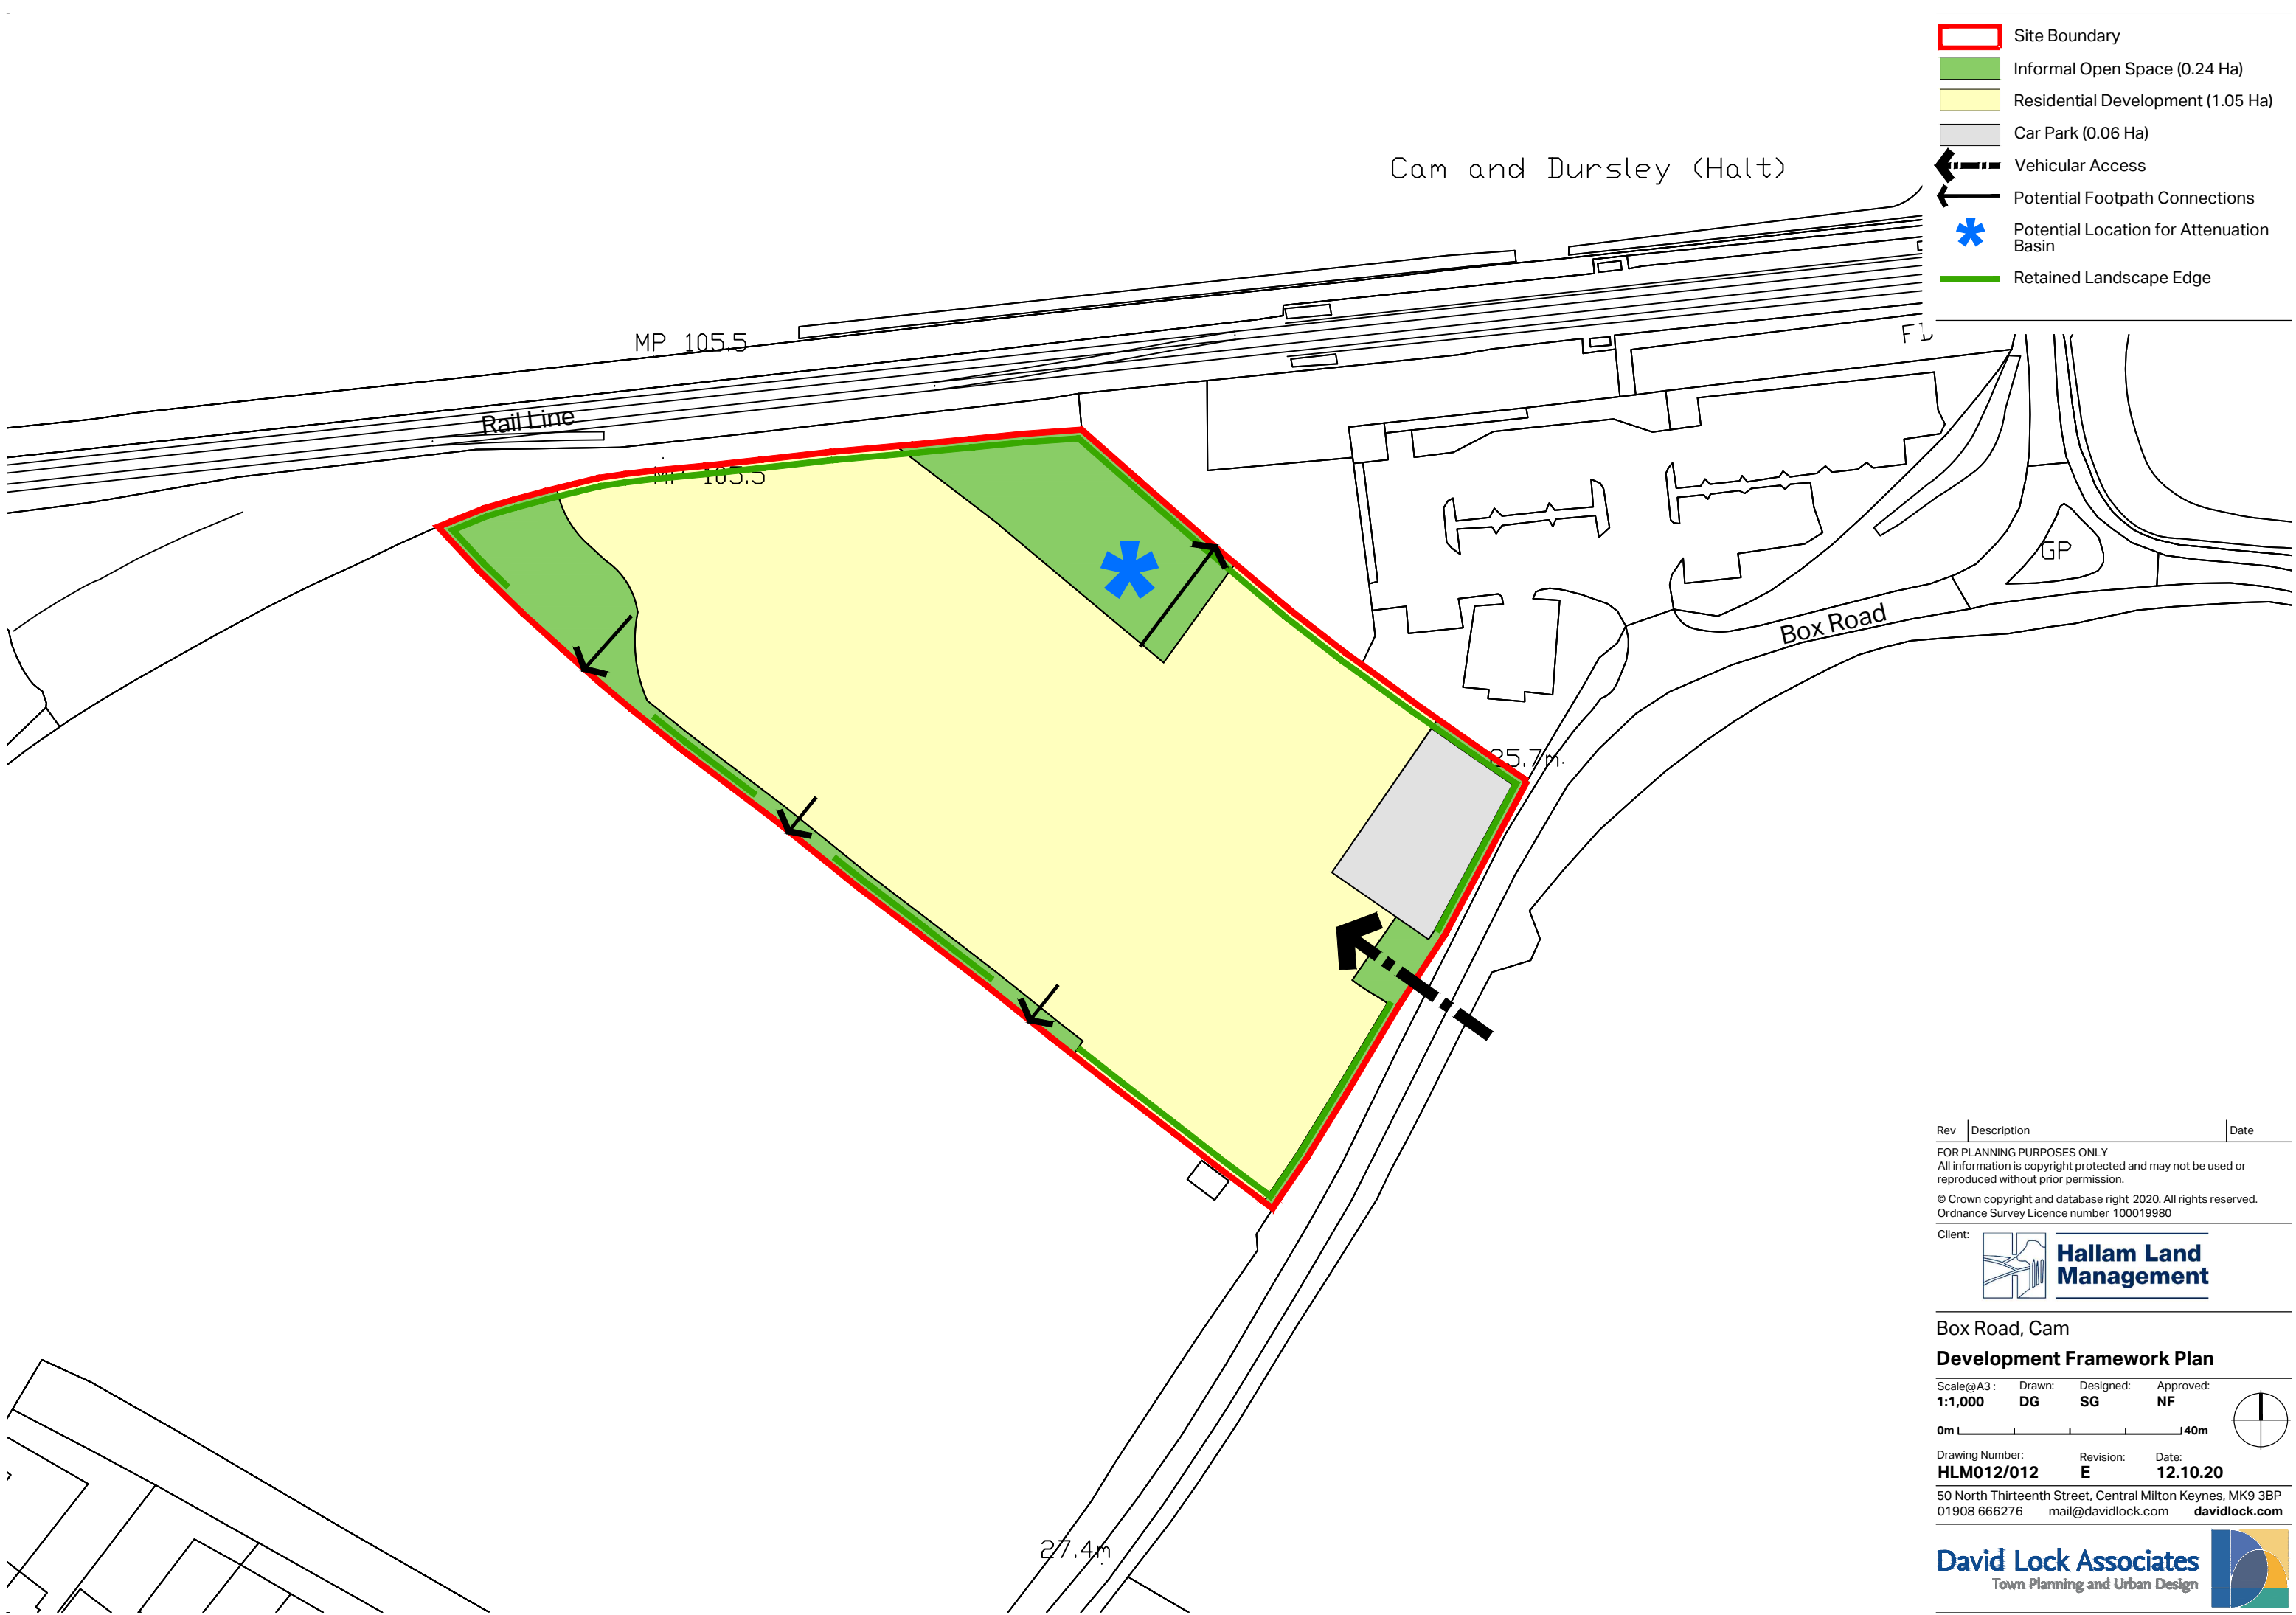 Site Boundary
Informal Open Space (0.24 Ha)
Residential Development (1.05 Ha)
Car Park (0.06 Ha)
Vehicular Access
Potential Footpath Connections
Potential Location for Attenuation
Basin
Retained Landscape Edge
Cam and Dursley (Halt)
MP 105.5
Rail Line
MP 105.5
GP
Box Road
27.4m
Rev Description Date
FOR PLANNING PURPOSES ONLY
All information is copyright protected and may not be used or
reproduced without prior permission.
© Crown copyright and database right 2020. All rights reserved.
Ordnance Survey Licence number 100019980
Client:
Hallam Land
Management
Box Road, Cam
Development Framework Plan
Scale@A3 : Drawn: Designed: Approved:
1:1,000 DG SG NF
0m 40m
Drawing Number: Revision: Date:
HLM012/012 E 12.10.20
50 North Thirteenth Street, Central Milton Keynes, MK9 3BP
01908 666276 mail@davidlock.com davidlock.com
David Lock Associates
Town Planning and Urban Design